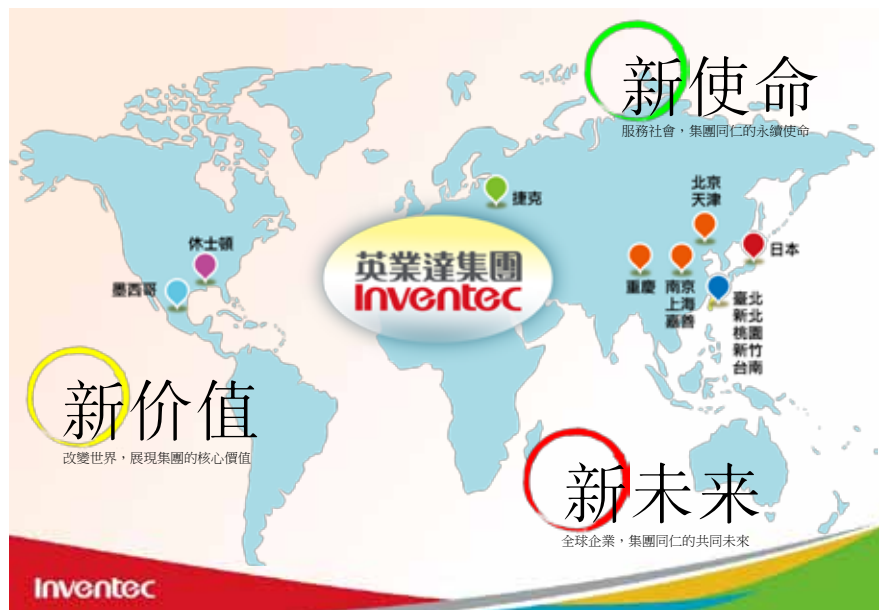 新使命
服務社會，集團同仁的永續使命
北京
天津
捷克
日本
休士頓
英業達集團
Inventec
墨西哥
重慶
南京
上海
嘉善
臺北
新北
桃園
新竹
台南
新价值
改變世界，展現集團的核心價值
新未来
全球企業，集團同仁的共同未來
Inventec